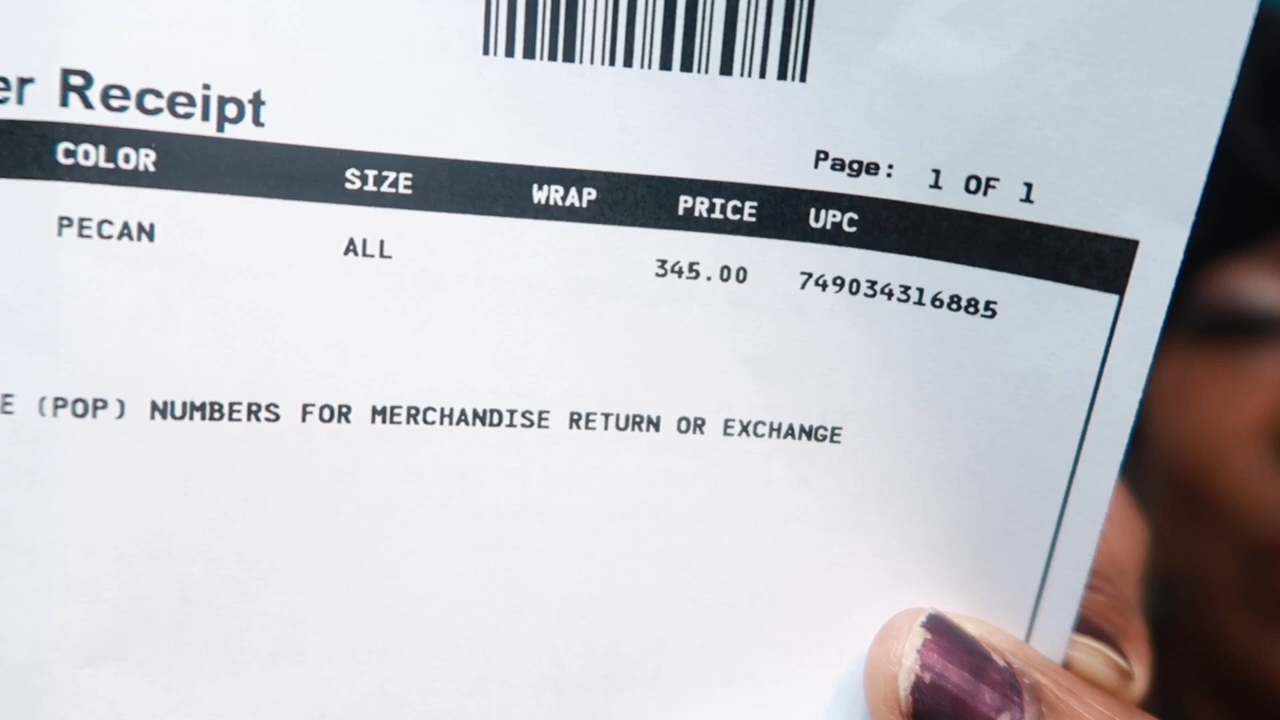 er Receipt
Page: 1 OF 1
COLOR SIZE WRAP PRICE UPC
PECAN ALL 345.00 749034316885
E (POP) NUMBERS FOR MERCHANDISE RETURN OR EXCHANGE